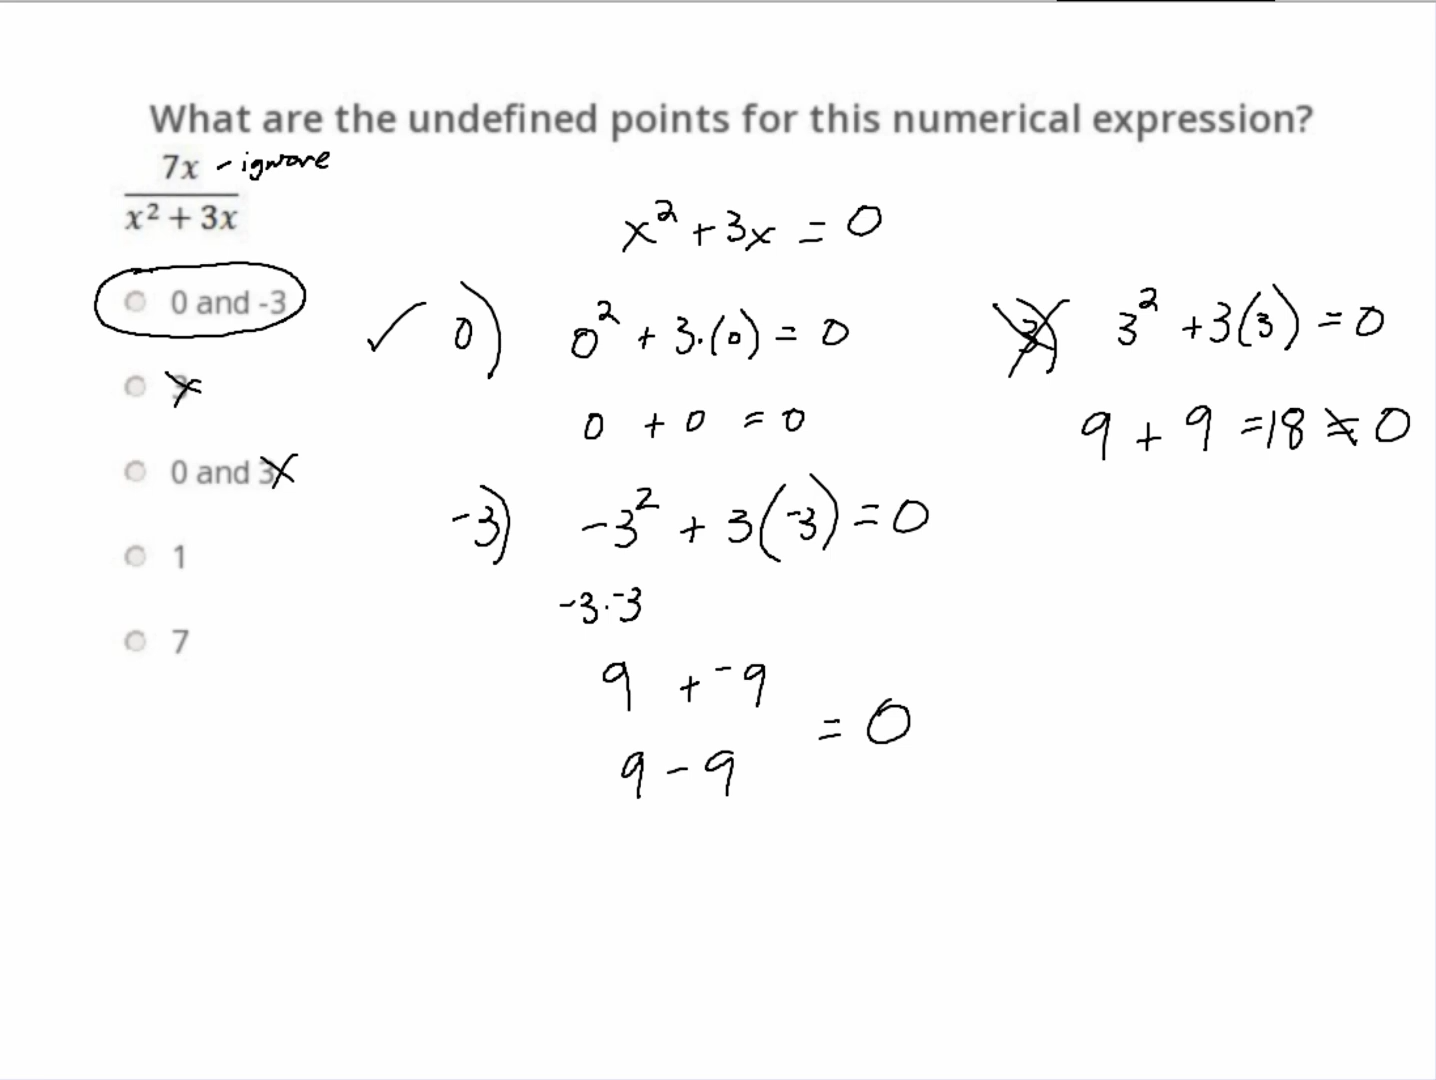 What are the undefined points for this numerical expression?
7x - ignore
x² + 3x
x² + 3x = 0
0 and -3
0) 0² + 3·(0) = 0
3) 3² + 3(3) = 0
3
0 + 0 = 0
9 + 9 = 18 ≠ 0
0 and 3
-3) -3² + 3(-3) = 0
1
-3·-3
7
9 + -9
= 0
9 - 9